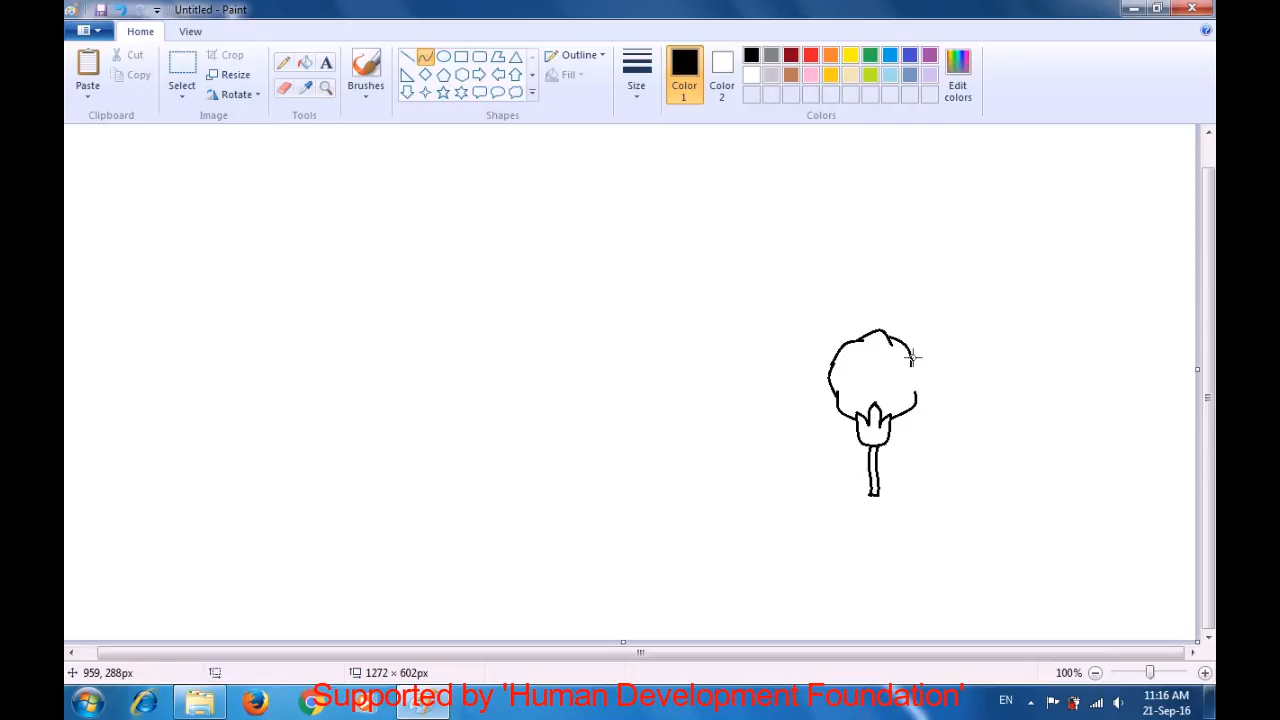 Untitled - Paint
Home
View
Paste
Cut
Copy
Clipboard
Select
Crop
Resize
Rotate
Image
A
Tools
Brushes
Outline
Fill
Shapes
Size
Color 1
Color 2
Edit colors
Colors
959, 288px
1272 × 602px
100%
EN
11:16 AM
21-Sep-16
Supported by 'Human Development Foundation'